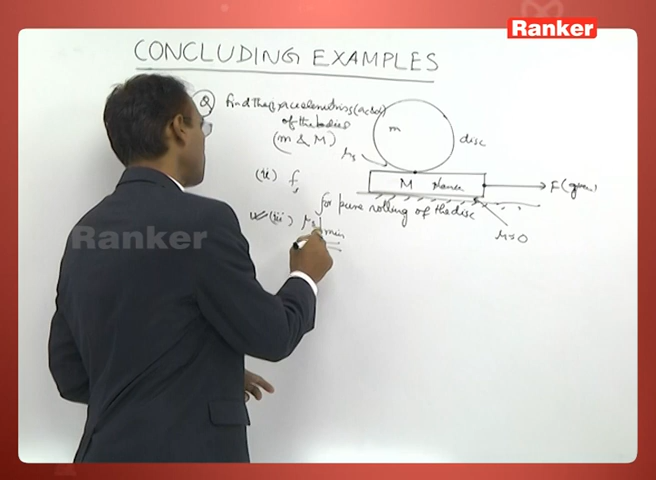 Ranker
CONCLUDING EXAMPLES
Q find the accelerations (a & α)
of the bodies
(m & M)
m
disc
μs
(ii) fs
M
F (given)
for pure rolling of the disc
(iii) μs min
μ=0
Ranker